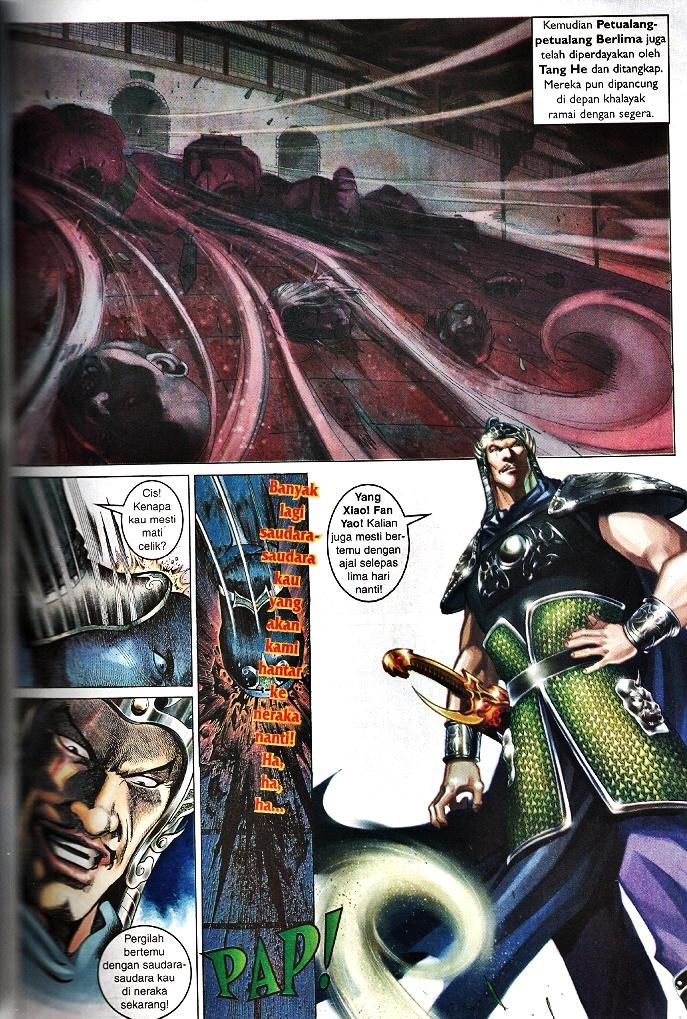 Kemudian Petualang-
petualang Berlima juga
telah diperdayakan oleh
Tang He dan ditangkap.
Mereka pun dipancung
di depan khalayak
ramai dengan segera.
Cis!
Kenapa
kau mesti
mati
celik?
Banyak
lagi
saudara-
saudara
kau
yang
akan
kami
hantar
ke
neraka
nanti!
Ha,
ha,
ha...
Yang
Xiao! Fan
Yao! Kalian
juga mesti ber-
temu dengan
ajal selepas
lima hari
nanti!
Pergilah
bertemu
dengan saudara-
saudara kau
di neraka
sekarang!
PAP!